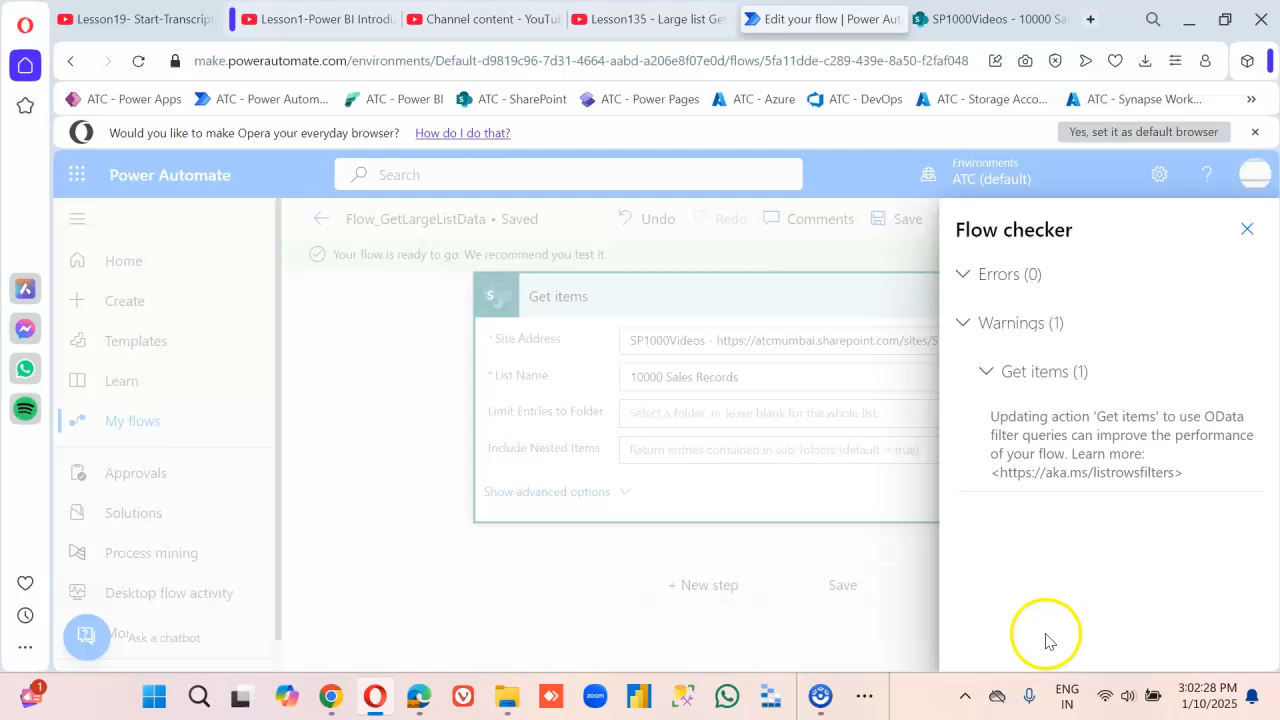 Lesson19- Start-Transcript
Lesson1-Power BI Introdu
Channel content - YouTu
Lesson135 - Large list Ge
Edit your flow | Power Aut
SP1000Videos - 10000 Sa
make.powerautomate.com/environments/Default-d9819c96-7d31-4664-aabd-a206e8f07e0d/flows/5fa11dde-c289-439e-8a50-f2faf048
ATC - Power Apps
ATC - Power Autom...
ATC - Power BI
ATC - SharePoint
ATC - Power Pages
ATC - Azure
ATC - DevOps
ATC - Storage Acco...
ATC - Synapse Work...
Would you like to make Opera your everyday browser?
How do I do that?
Yes, set it as default browser
Power Automate
Search
Environments
ATC (default)
Flow_GetLargeListData • Saved
Undo
Redo
Comments
Save
Your flow is ready to go. We recommend you test it.
Home
Create
Templates
Learn
My flows
Approvals
Solutions
Process mining
Desktop flow activity
Mor
Ask a chatbot
Get items
* Site Address
SP1000Videos - https://atcmumbai.sharepoint.com/sites/S
* List Name
10000 Sales Records
Limit Entries to Folder
Select a folder, or leave blank for the whole list
Include Nested Items
Return entries contained in sub-folders (default = true)
Show advanced options
+ New step
Save
Flow checker
Errors (0)
Warnings (1)
Get items (1)
Updating action 'Get items' to use OData
filter queries can improve the performance
of your flow. Learn more:
<https://aka.ms/listrowsfilters>
1
zoom
ENG
IN
3:02:28 PM
1/10/2025